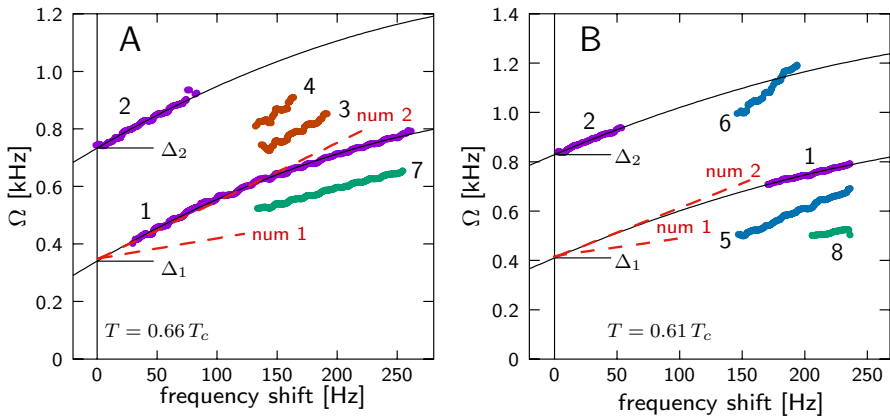 A
B
1.2
1.0
0.8
0.6
0.4
0.2
0
Ω [kHz]
2
4
3
num 2
Δ₂
1
7
num 1
Δ₁
T = 0.66 T_c
0 50 100 150 200 250
frequency shift [Hz]
1.4
1.2
1.0
0.8
0.6
0.4
0.2
0
Ω [kHz]
6
2
Δ₂
num 2
1
num 1
5
8
Δ₁
T = 0.61 T_c
0 50 100 150 200 250
frequency shift [Hz]